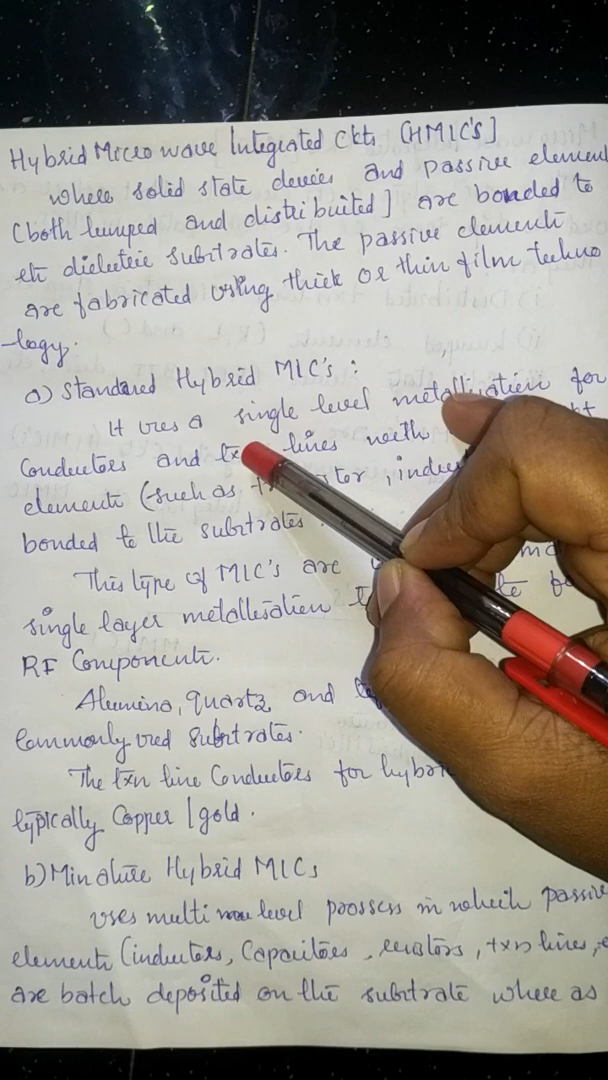 Hybrid Microwave Integrated Ckts [HMIC's]
where solid state devices and passive element
(both lumped and distribuited] are bonded to
the dielectric substrates. The passive elements
are fabricated using thick or thin film techno
logy.
a) Standard Hybrid MIC's :
It uses a single level metallisation for
Conductors and txn lines with
elements (such as
bonded to the substrates.
This type of MIC's are
single layer metallisation
RF Components.
Alumina, quartz and
Commonly used substrates.
The txn line Conductors for hybri
typically Copper / gold.
b) Minature Hybrid MICs
uses multi level process in which passive
elements (inductors, Capacitors, resistors, txn lines,
are batch deposited on the substrate where as